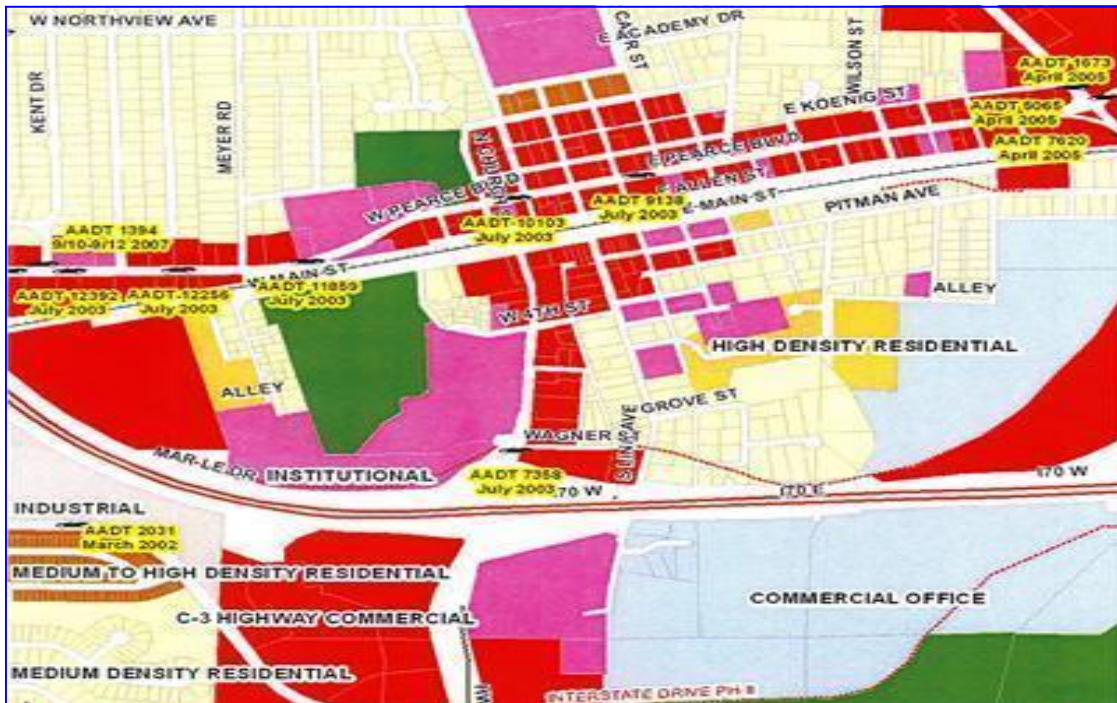 W NORTHVIEW AVE
E ACADEMY DR
WILSON ST
KENT DR
MEYER RD
AADT 1673
April 2005
E KOENIG ST
AADT 5065
April 2005
AADT 7620
April 2005
E PEARCE BLVD
W PEARCE BLVD
E ALLEN ST
AADT 9138
July 2003
E-MAIN-ST
PITMAN AVE
AADT 10103
July 2003
AADT 1394
9/10-9/12 2007
W MAIN-ST
AADT 12392
July 2003
AADT-12256
July 2003
AADT 11859
July 2003
W 4TH ST
ALLEY
HIGH DENSITY RESIDENTIAL
ALLEY
GROVE ST
WAGNER
MAR-LE-DR
INSTITUTIONAL
AADT 7358
July 2003
I70 W
I70 E
I70 W
INDUSTRIAL
AADT 2031
March 2002
MEDIUM TO HIGH DENSITY RESIDENTIAL
COMMERCIAL OFFICE
C-3 HIGHWAY COMMERCIAL
MEDIUM DENSITY RESIDENTIAL
INTERSTATE DRIVE PH II